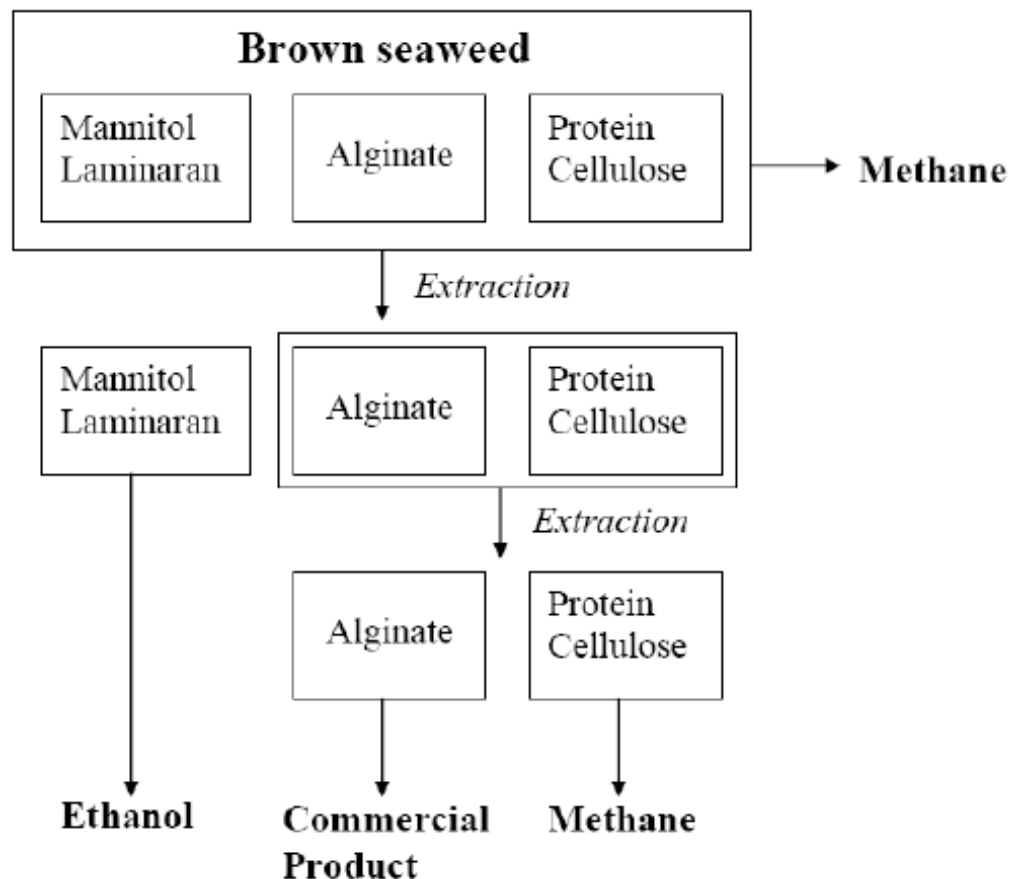 Brown seaweed
Mannitol
Laminaran
Alginate
Protein
Cellulose
Methane
Extraction
Mannitol
Laminaran
Alginate
Protein
Cellulose
Extraction
Alginate
Protein
Cellulose
Ethanol
Commercial
Product
Methane